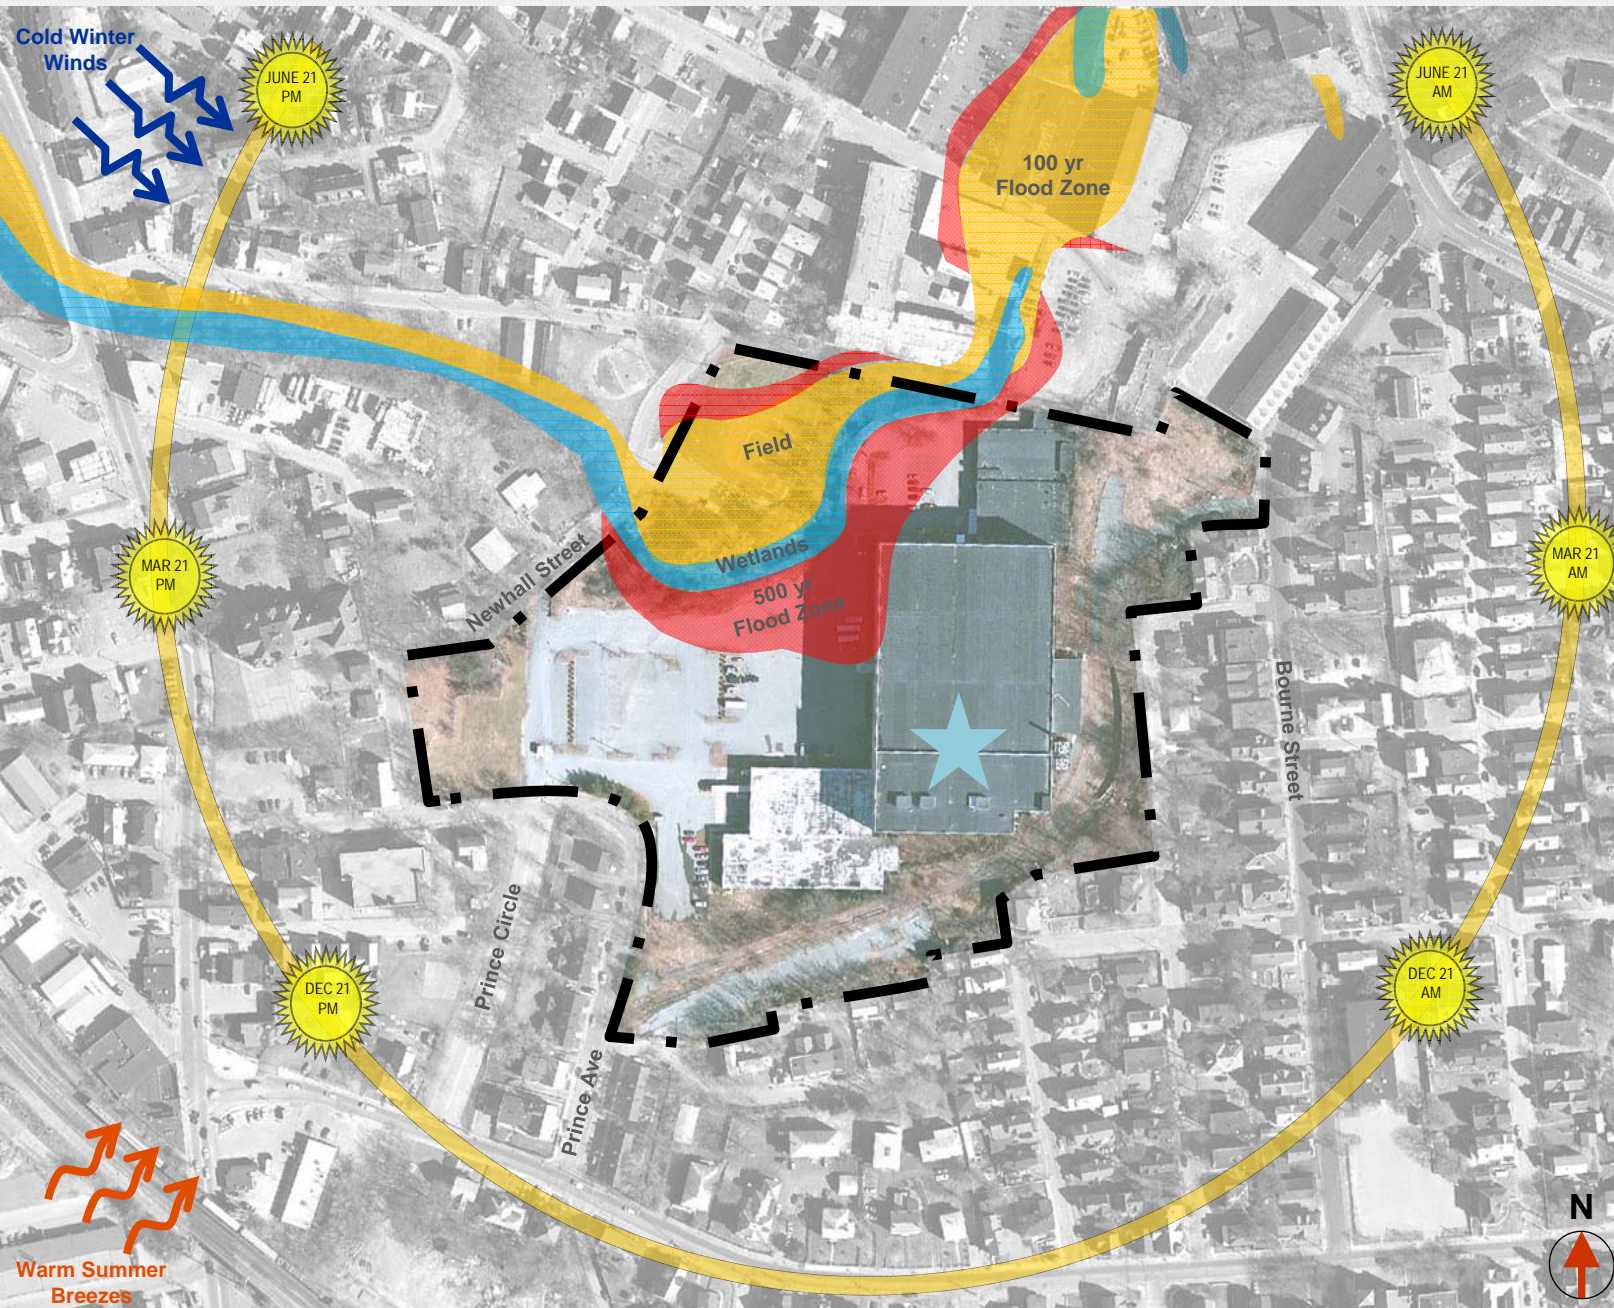 Cold Winter
Winds
JUNE 21
PM
JUNE 21
AM
100 yr
Flood Zone
Field
Wetlands
500 yr
Flood Zone
Newhall Street
MAR 21
PM
MAR 21
AM
Bourne Street
Prince Circle
Prince Ave
DEC 21
PM
DEC 21
AM
Warm Summer
Breezes
N